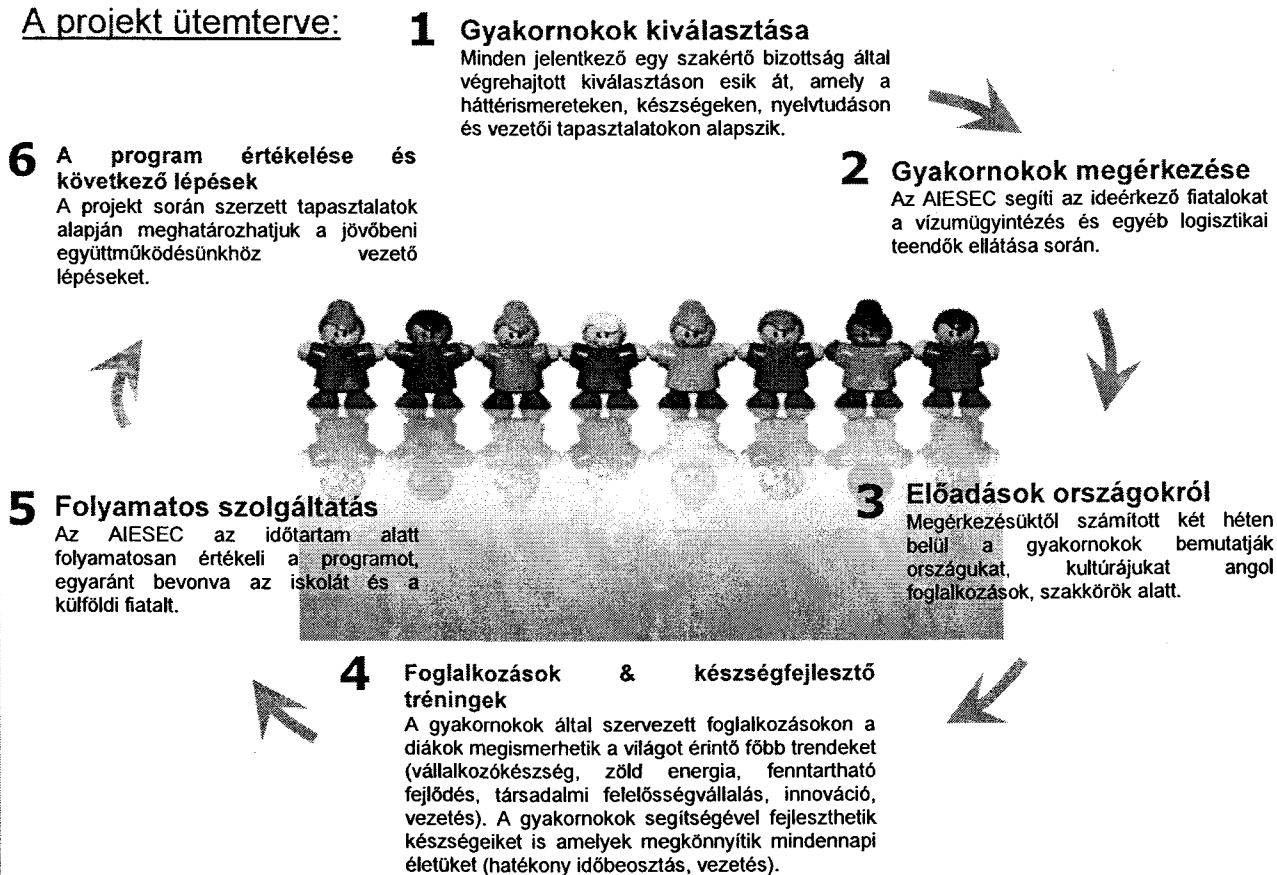 A projekt ütemterve:
1 Gyakornokok kiválasztása
Minden jelentkező egy szakértő bizottság által
végrehajtott kiválasztáson esik át, amely a
háttérismereteken, készségeken, nyelvtudáson
és vezetői tapasztalatokon alapszik.
2 Gyakornokok megérkezése
Az AIESEC segíti az ideérkező fiatalokat
a vízumügyintézés és egyéb logisztikai
teendők ellátása során.
3 Előadások országokról
Megérkezésüktől számított két héten
belül a gyakornokok bemutatják
országukat, kultúrájukat angol
foglalkozások, szakkörök alatt.
4 Foglalkozások & készségfejlesztő
tréningek
A gyakornokok által szervezett foglalkozásokon a
diákok megismerhetik a világot érintő főbb trendeket
(vállalkozókészség, zöld energia, fenntartható
fejlődés, társadalmi felelősségvállalás, innováció,
vezetés). A gyakornokok segítségével fejleszthetik
készségeiket is amelyek megkönnyítik mindennapi
életüket (hatékony időbeosztás, vezetés).
5 Folyamatos szolgáltatás
Az AIESEC az időtartam alatt
folyamatosan értékeli a programot,
egyaránt bevonva az iskolát és a
külföldi fiatalt.
6 A program értékelése és
következő lépések
A projekt során szerzett tapasztalatok
alapján meghatározhatjuk a jövőbeni
együttműködésünkhöz vezető
lépéseket.